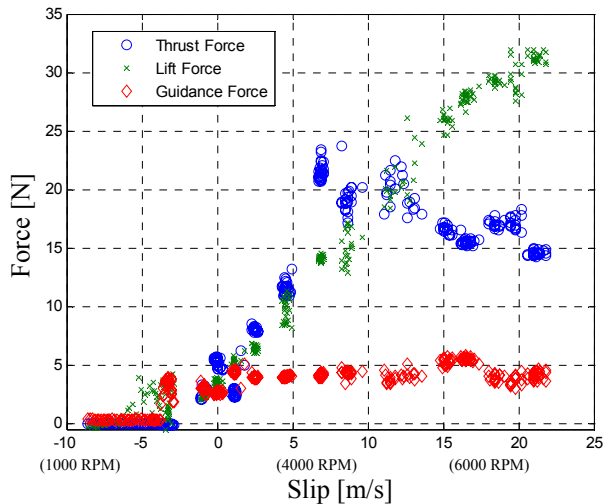 35
30
25
20
15
10
5
0
Force [N]
Thrust Force
Lift Force
Guidance Force
-10 -5 0 5 10 15 20 25
(1000 RPM) (4000 RPM) (6000 RPM)
Slip [m/s]